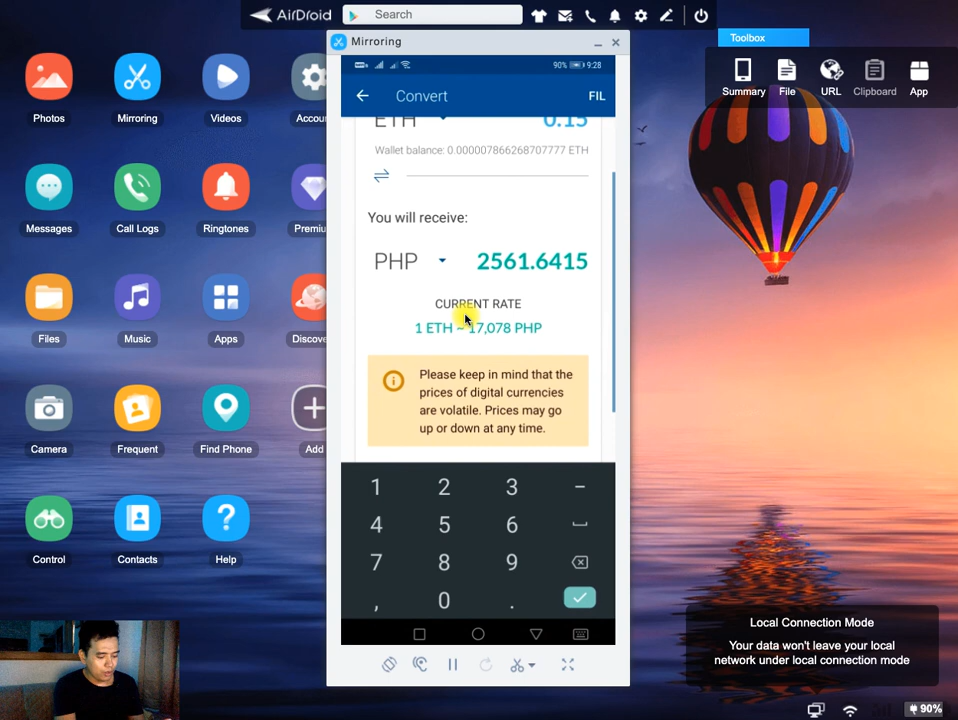 AirDroid
Search
Mirroring
Toolbox
Summary
File
URL
Clipboard
App
Photos
Mirroring
Videos
Accou
Messages
Call Logs
Ringtones
Premiu
Files
Music
Apps
Discove
Camera
Frequent
Find Phone
Add
Control
Contacts
Help
90% 9:28
Convert
FIL
ETH 0.15
Wallet balance: 0.000007866268707777 ETH
You will receive:
PHP 2561.6415
CURRENT RATE
1 ETH ~ 17,078 PHP
Please keep in mind that the
prices of digital currencies
are volatile. Prices may go
up or down at any time.
1 2 3 -
4 5 6
7 8 9
, 0 .
Local Connection Mode
Your data won't leave your local
network under local connection mode
90%